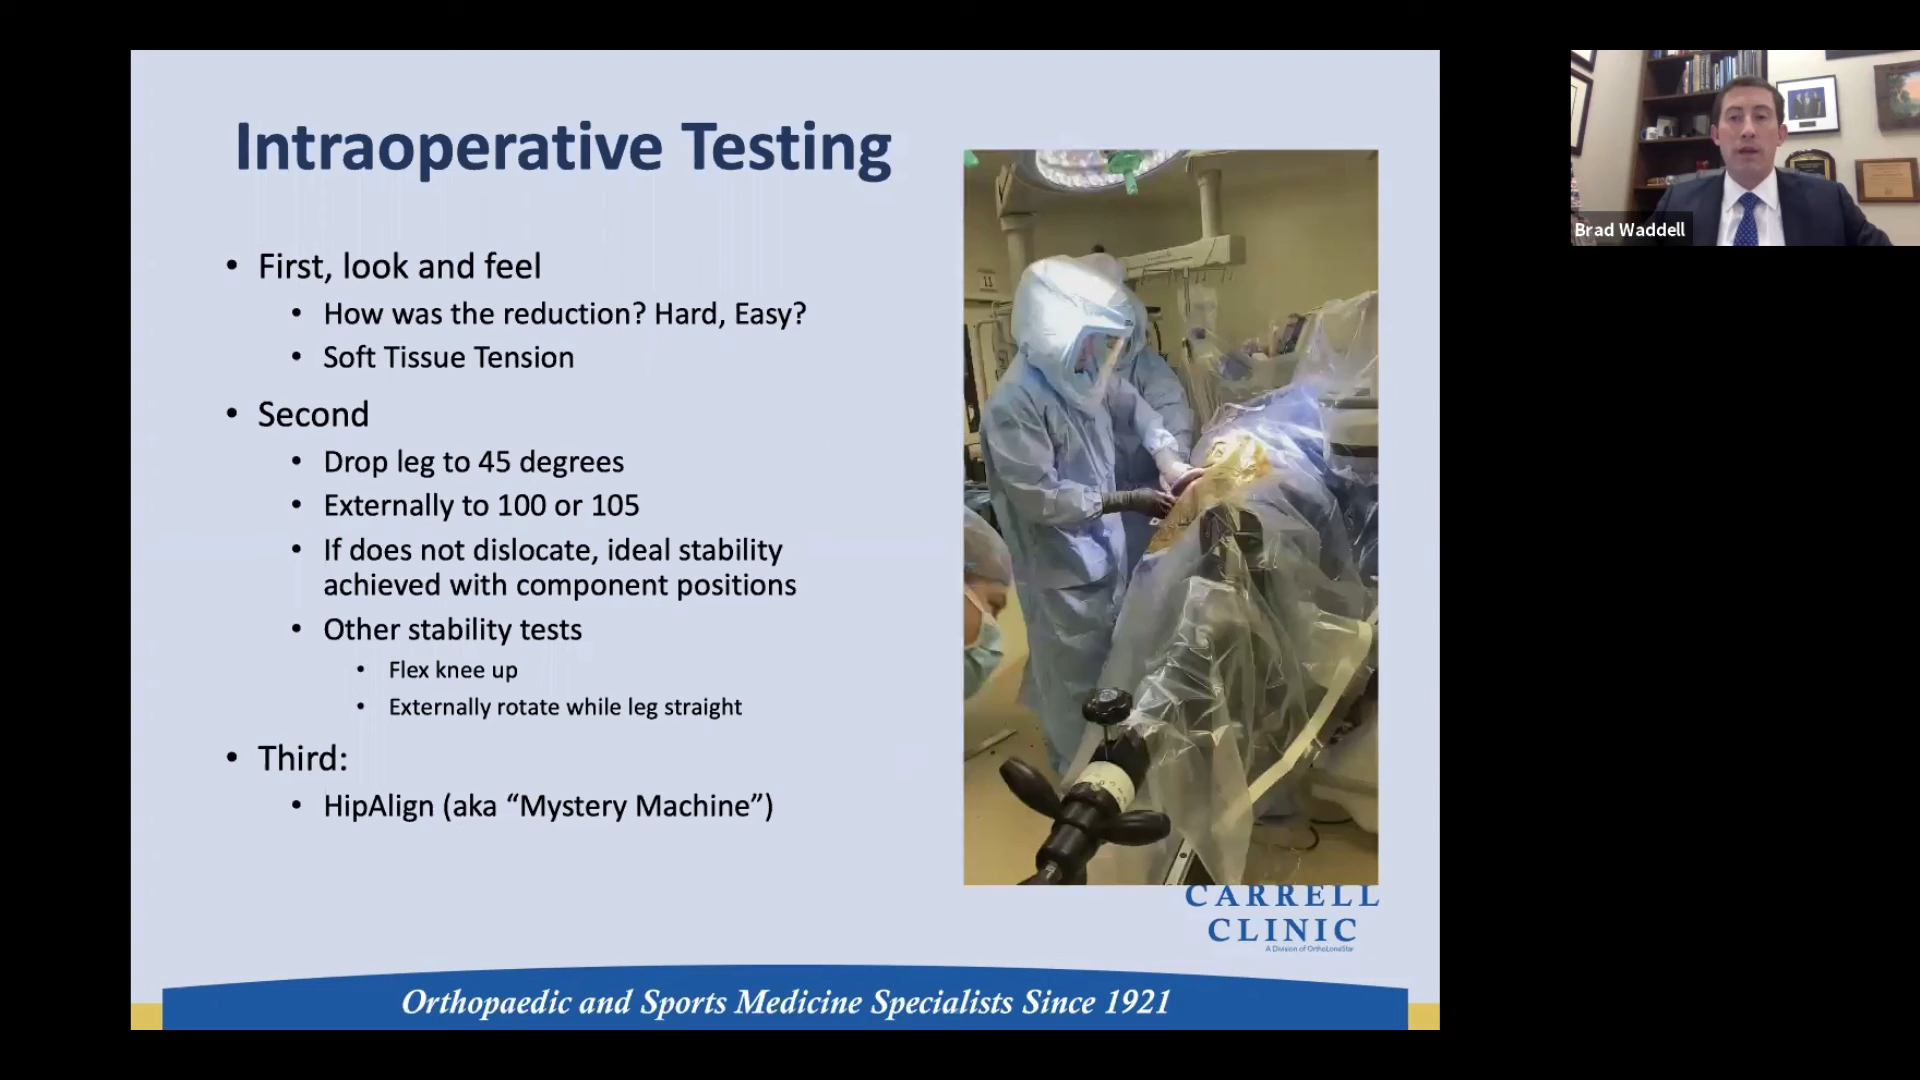 Intraoperative Testing
• First, look and feel
• How was the reduction? Hard, Easy?
• Soft Tissue Tension
• Second
• Drop leg to 45 degrees
• Externally to 100 or 105
• If does not dislocate, ideal stability
achieved with component positions
• Other stability tests
• Flex knee up
• Externally rotate while leg straight
• Third:
• HipAlign (aka “Mystery Machine”)
CARRELL
CLINIC
A Division of OrthoLoneStar
Orthopaedic and Sports Medicine Specialists Since 1921
Brad Waddell